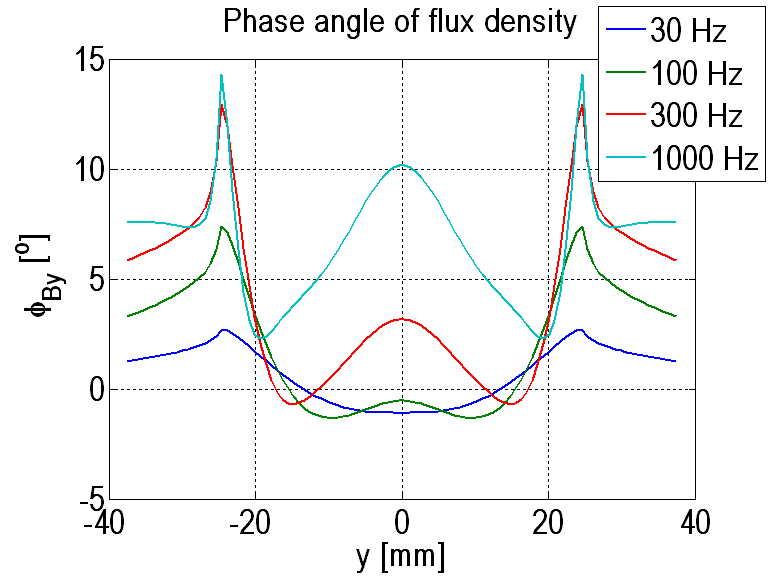 Phase angle of flux density
30 Hz
100 Hz
300 Hz
1000 Hz
15
10
5
0
-5
ϕBy [º]
-40
-20
0
20
40
y [mm]